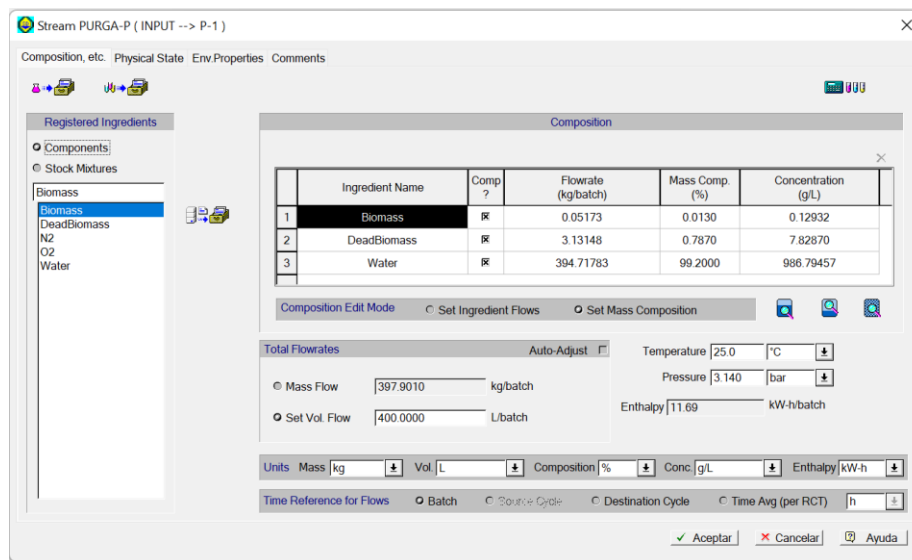 Stream PURGA-P ( INPUT --> P-1 )
Composition, etc. Physical State Env.Properties Comments
Registered Ingredients
Components
Stock Mixtures
Biomass
Biomass
DeadBiomass
N2
O2
Water
Composition
Ingredient Name Comp ? Flowrate (kg/batch) Mass Comp. (%) Concentration (g/L)
1 Biomass 0.05173 0.0130 0.12932
2 DeadBiomass 3.13148 0.7870 7.82870
3 Water 394.71783 99.2000 986.79457
Composition Edit Mode Set Ingredient Flows Set Mass Composition
Total Flowrates Auto-Adjust
Mass Flow 397.9010 kg/batch
Set Vol. Flow 400.0000 L/batch
Temperature 25.0 °C
Pressure 3.140 bar
Enthalpy 11.69 kW-h/batch
Units Mass kg Vol. L Composition % Conc. g/L Enthalpy kW-h
Time Reference for Flows Batch Source Cycle Destination Cycle Time Avg (per RCT) h
Aceptar Cancelar Ayuda